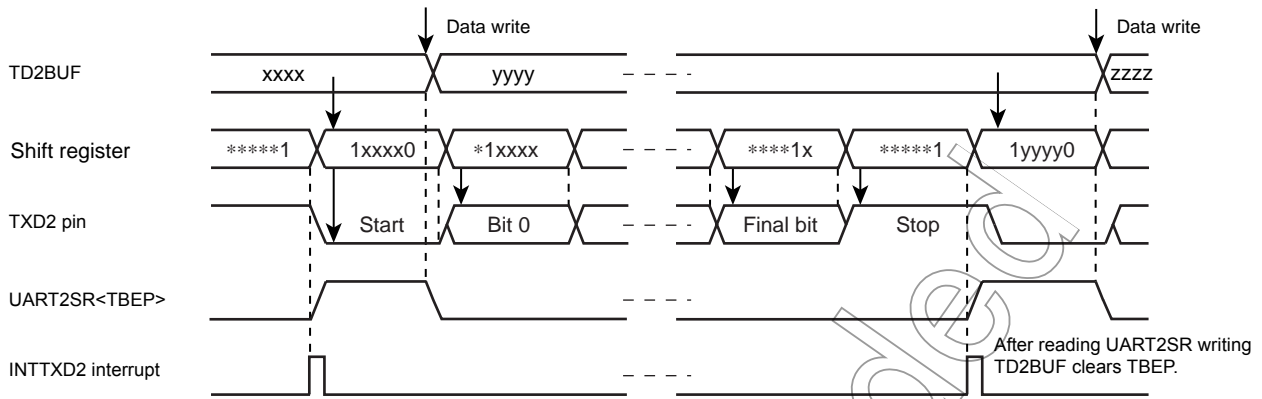 Data write
Data write
TD2BUF
xxxx
yyyy
zzzz
Shift register
*****1
1xxxx0
*1xxxx
****1x
*****1
1yyyy0
TXD2 pin
Start
Bit 0
Final bit
Stop
UART2SR<TBEP>
After reading UART2SR writing
TD2BUF clears TBEP.
INTTXD2 interrupt